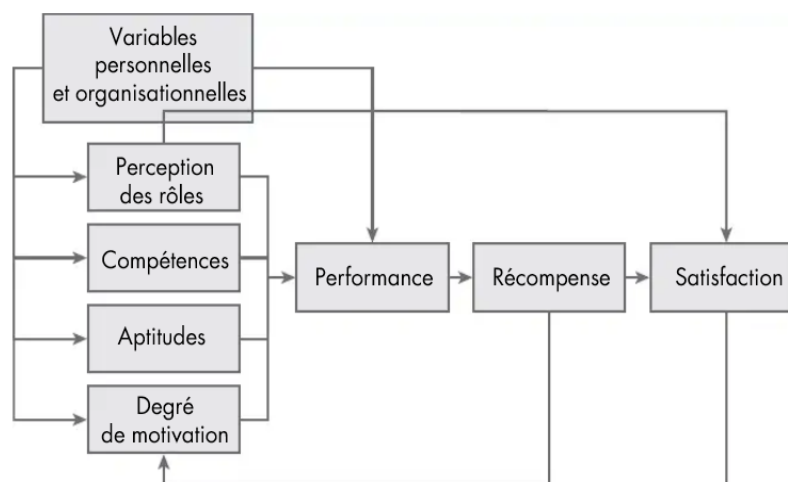 Variables
personnelles
et organisationnelles
Perception
des rôles
Compétences
Performance
Récompense
Satisfaction
Aptitudes
Degré
de motivation